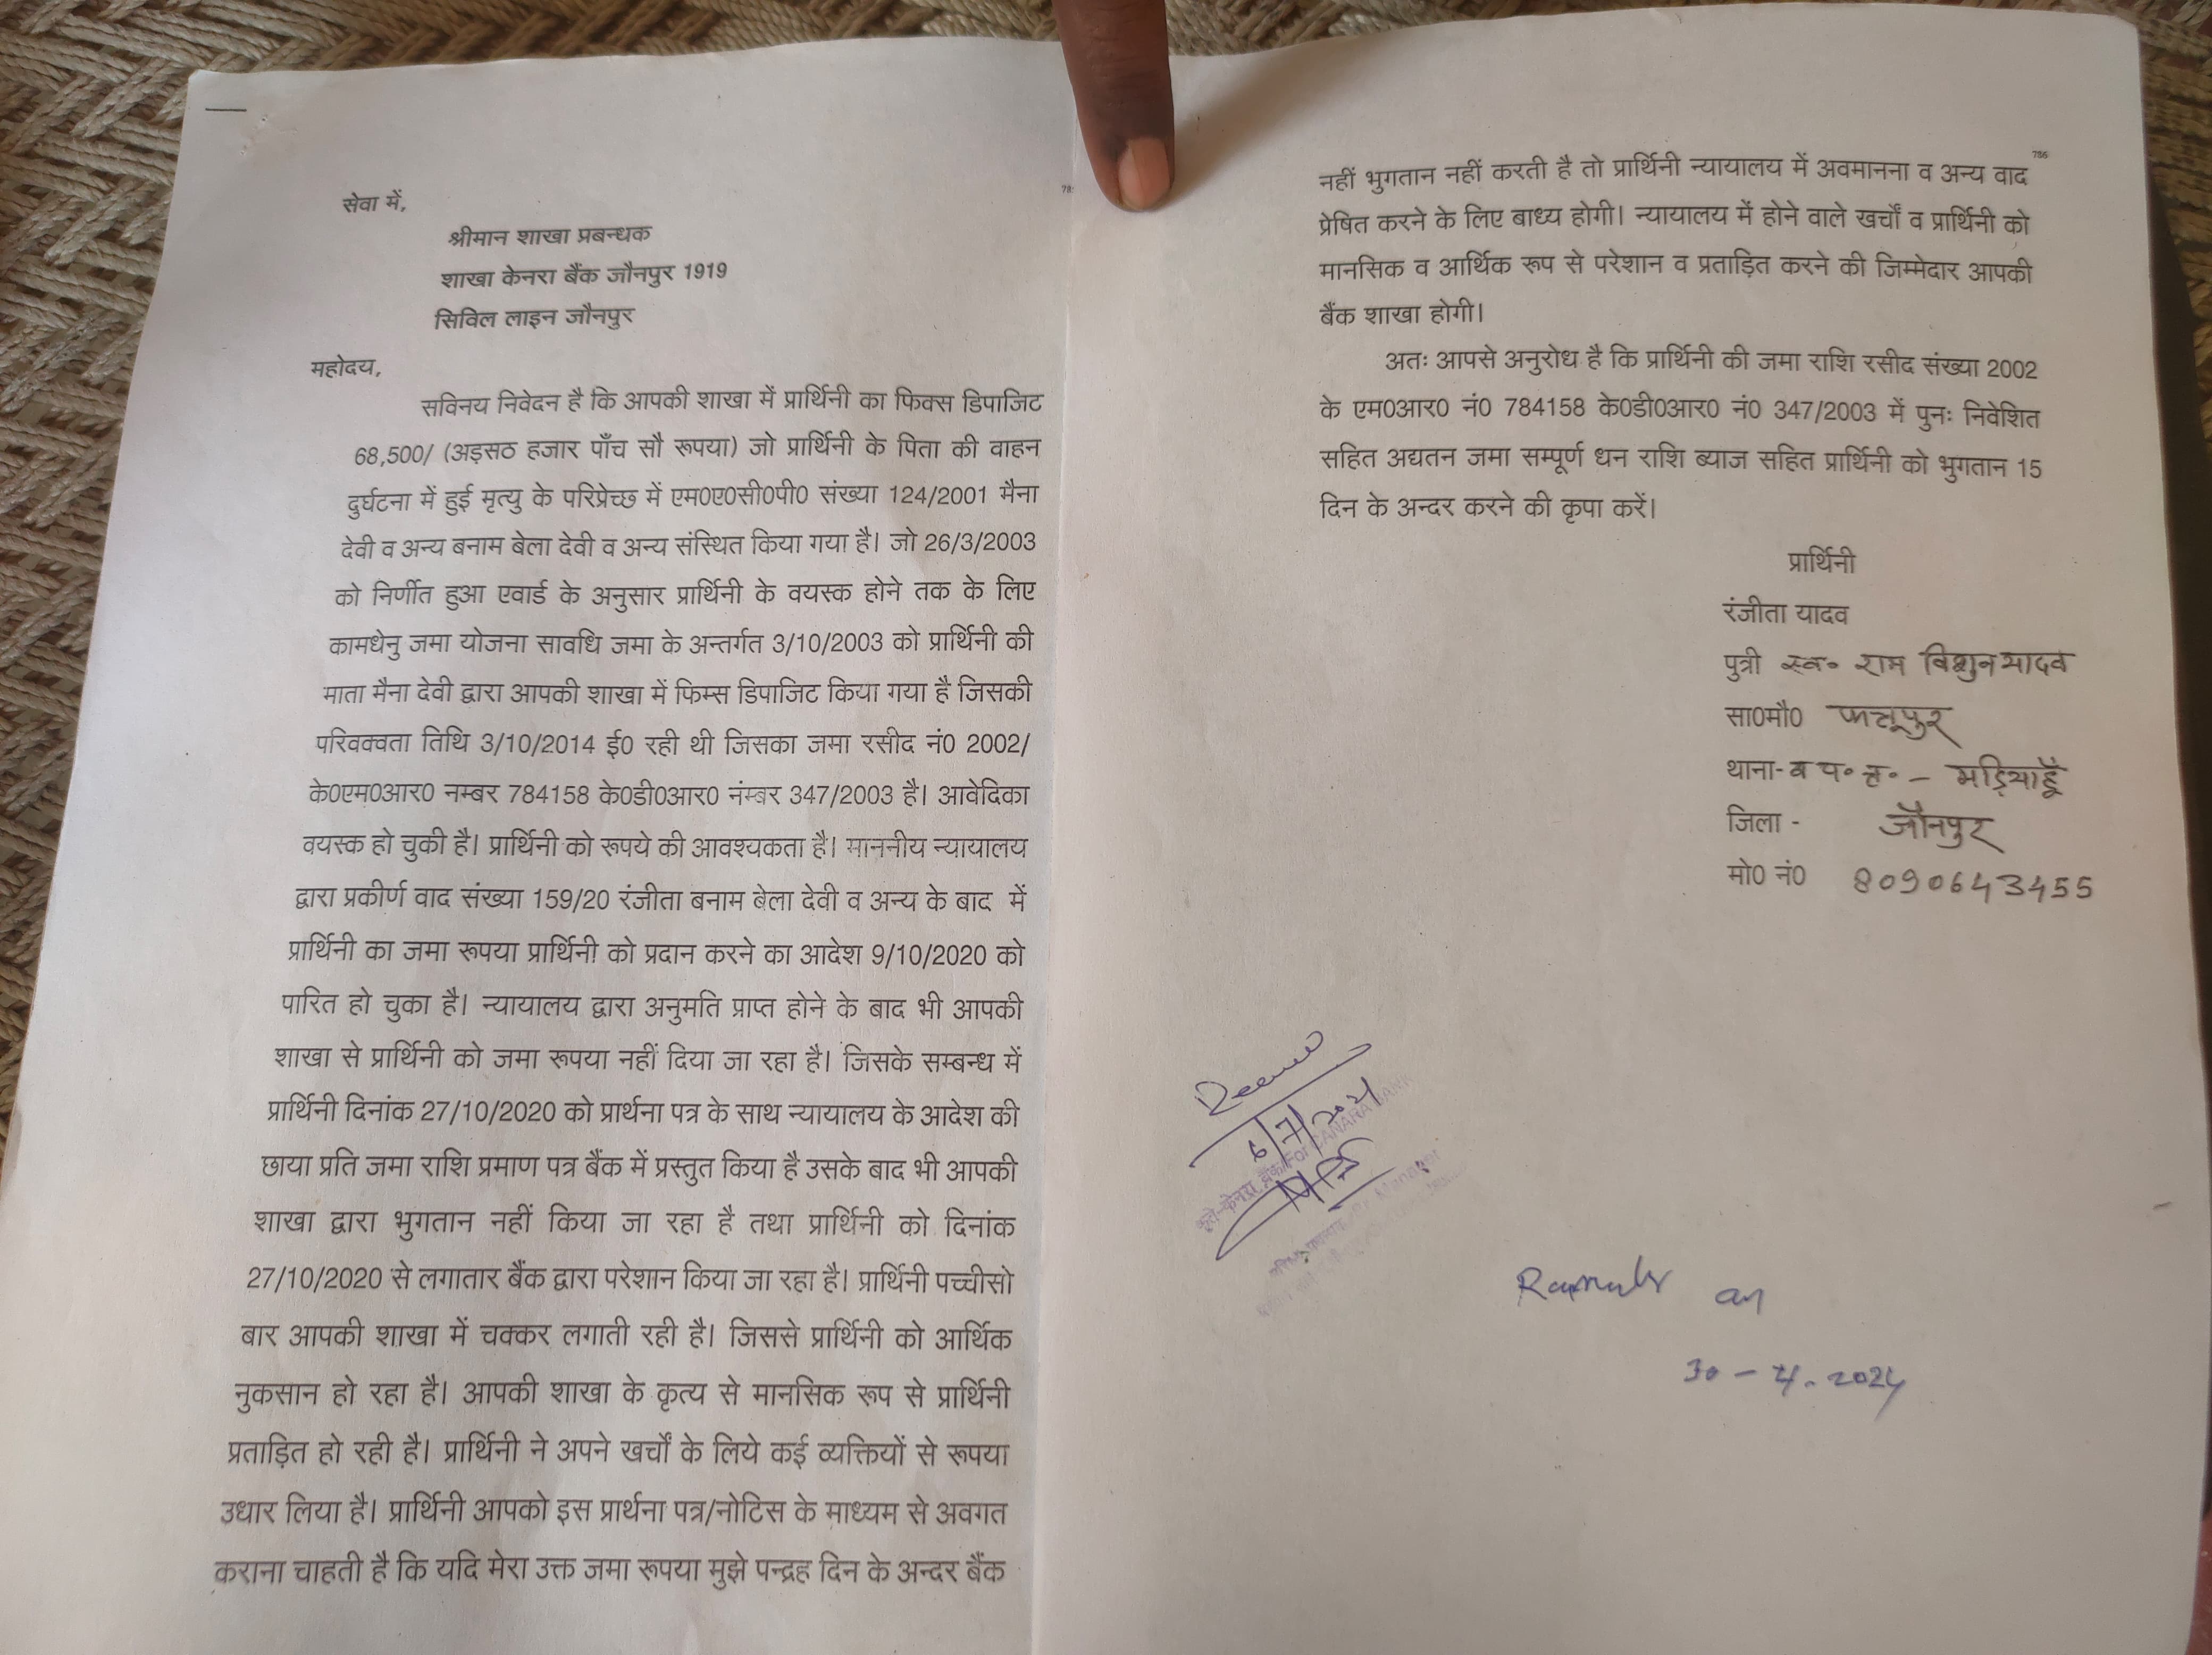 सेवा में,
श्रीमान शाखा प्रबन्धक
शाखा केनरा बैंक जौनपुर 1919
सिविल लाइन जौनपुर
महोदय,
सविनय निवेदन है कि आपकी शाखा में प्रार्थिनी का फिक्स डिपाजिट
68,500/ (अड़सठ हजार पाँच सौ रूपया) जो प्रार्थिनी के पिता की वाहन
दुर्घटना में हुई मृत्यु के परिप्रेच्छ में एम0ए0सी0पी0 संख्या 124/2001 मैना
देवी व अन्य बनाम बेला देवी व अन्य संस्थित किया गया है। जो 26/3/2003
को निर्णीत हुआ एवार्ड के अनुसार प्रार्थिनी के वयस्क होने तक के लिए
कामधेनु जमा योजना सावधि जमा के अन्तर्गत 3/10/2003 को प्रार्थिनी की
माता मैना देवी द्वारा आपकी शाखा में फिम्स डिपाजिट किया गया है जिसकी
परिवक्वता तिथि 3/10/2014 ई0 रही थी जिसका जमा रसीद नं0 2002/
के0एम0आर0 नम्बर 784158 के0डी0आर0 नंम्बर 347/2003 है। आवेदिका
वयस्क हो चुकी है। प्रार्थिनी को रूपये की आवश्यकता है। माननीय न्यायालय
द्वारा प्रकीर्ण वाद संख्या 159/20 रंजीता बनाम बेला देवी व अन्य के बाद में
प्रार्थिनी का जमा रूपया प्रार्थिनी को प्रदान करने का आदेश 9/10/2020 को
पारित हो चुका है। न्यायालय द्वारा अनुमति प्राप्त होने के बाद भी आपकी
शाखा से प्रार्थिनी को जमा रूपया नहीं दिया जा रहा है। जिसके सम्बन्ध में
प्रार्थिनी दिनांक 27/10/2020 को प्रार्थना पत्र के साथ न्यायालय के आदेश की
छाया प्रति जमा राशि प्रमाण पत्र बैंक में प्रस्तुत किया है उसके बाद भी आपकी
शाखा द्वारा भुगतान नहीं किया जा रहा है तथा प्रार्थिनी को दिनांक
27/10/2020 से लगातार बैंक द्वारा परेशान किया जा रहा है। प्रार्थिनी पच्चीसो
बार आपकी शाखा में चक्कर लगाती रही है। जिससे प्रार्थिनी को आर्थिक
नुकसान हो रहा है। आपकी शाखा के कृत्य से मानसिक रूप से प्रार्थिनी
प्रताड़ित हो रही है। प्रार्थिनी ने अपने खर्चों के लिये कई व्यक्तियों से रूपया
उधार लिया है। प्रार्थिनी आपको इस प्रार्थना पत्र/नोटिस के माध्यम से अवगत
कराना चाहती है कि यदि मेरा उक्त जमा रूपया मुझे पन्द्रह दिन के अन्दर बैंक
786
नहीं भुगतान नहीं करती है तो प्रार्थिनी न्यायालय में अवमानना व अन्य वाद
प्रेषित करने के लिए बाध्य होगी। न्यायालय में होने वाले खर्चों व प्रार्थिनी को
मानसिक व आर्थिक रूप से परेशान व प्रताड़ित करने की जिम्मेदार आपकी
बैंक शाखा होगी।
अतः आपसे अनुरोध है कि प्रार्थिनी की जमा राशि रसीद संख्या 2002
के एम0आर0 नं0 784158 के0डी0आर0 नं0 347/2003 में पुनः निवेशित
सहित अद्यतन जमा सम्पूर्ण धन राशि ब्याज सहित प्रार्थिनी को भुगतान 15
दिन के अन्दर करने की कृपा करें।
प्रार्थिनी
रंजीता यादव
पुत्री स्व० राम यादव
सा0मौ0
थाना- व प० त० – मड़ियाहूँ
जिला - जौनपुर
मो0 नं0 8090643455
6/7/2021
कृते-केनरा बैंक For CANARA BANK
Manager
30-4-2024